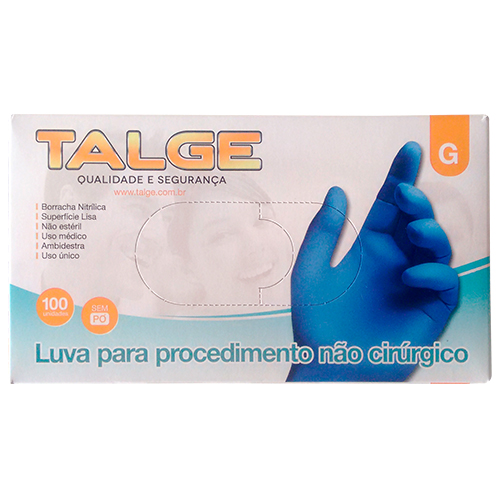 TALGE
G
QUALIDADE E SEGURANÇA
www.talge.com.br
Borracha Nitrílica
Superfície Lisa
Não estéril
Uso médico
Ambidestra
Uso único
100
unidades
SEM
PÓ
Luva para procedimento não cirúrgico